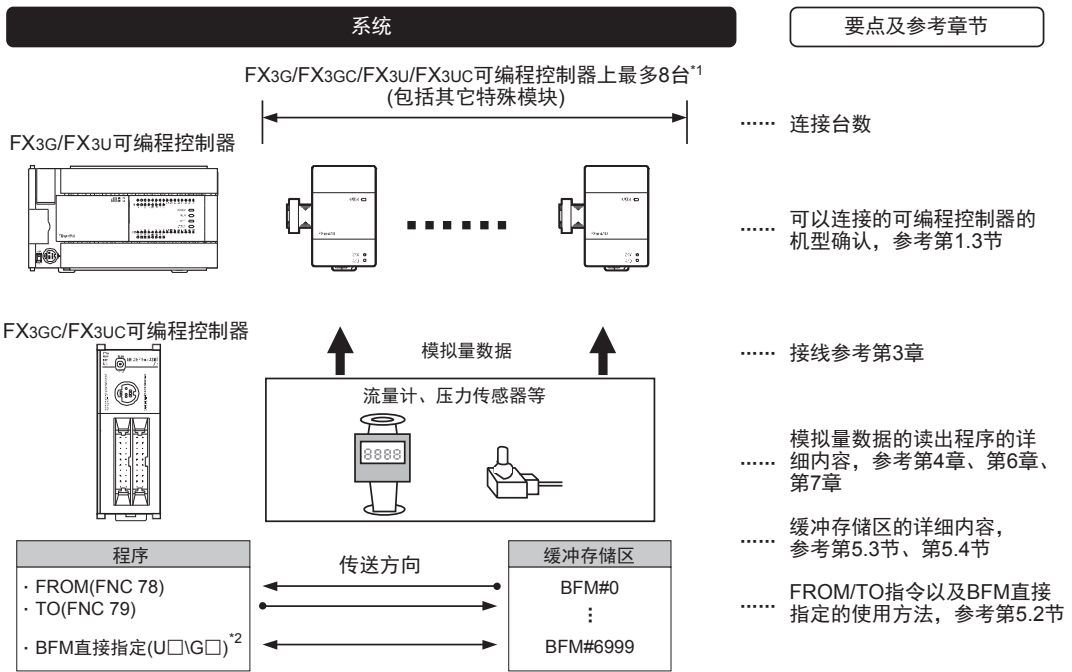 系统
要点及参考章节
FX3G/FX3GC/FX3U/FX3UC可编程控制器上最多8台*1
(包括其它特殊模块)
…… 连接台数
FX3G/FX3U可编程控制器
…… 可以连接的可编程控制器的
机型确认，参考第1.3节
FX3GC/FX3UC可编程控制器
模拟量数据
…… 接线参考第3章
流量计、压力传感器等
8888
…… 模拟量数据的读出程序的详
细内容，参考第4章、第6章、
第7章
程序
传送方向
缓冲存储区
…… 缓冲存储区的详细内容，
参考第5.3节、第5.4节
· FROM(FNC 78)
· TO(FNC 79)
· BFM直接指定(U□\G□)*2
BFM#0
⋮
BFM#6999
…… FROM/TO指令以及BFM直接
指定的使用方法，参考第5.2节